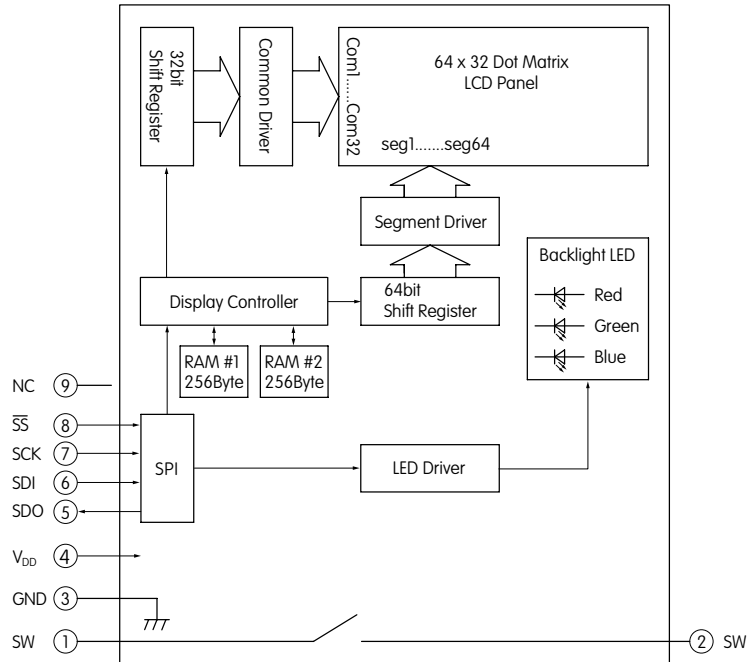 32bit
Shift Register
Common Driver
Com1......Com32
64 x 32 Dot Matrix
LCD Panel
seg1.......seg64
Segment Driver
Backlight LED
Red
Green
Blue
Display Controller
64bit
Shift Register
RAM #1
256Byte
RAM #2
256Byte
NC 9
SS 8
SCK 7
SDI 6
SDO 5
SPI
LED Driver
VDD 4
GND 3
SW 1
2 SW